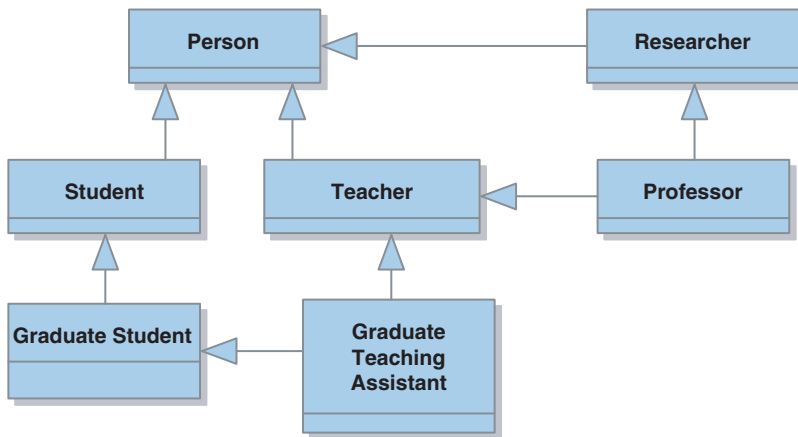 Person
Researcher
Student
Teacher
Professor
Graduate Student
Graduate
Teaching
Assistant